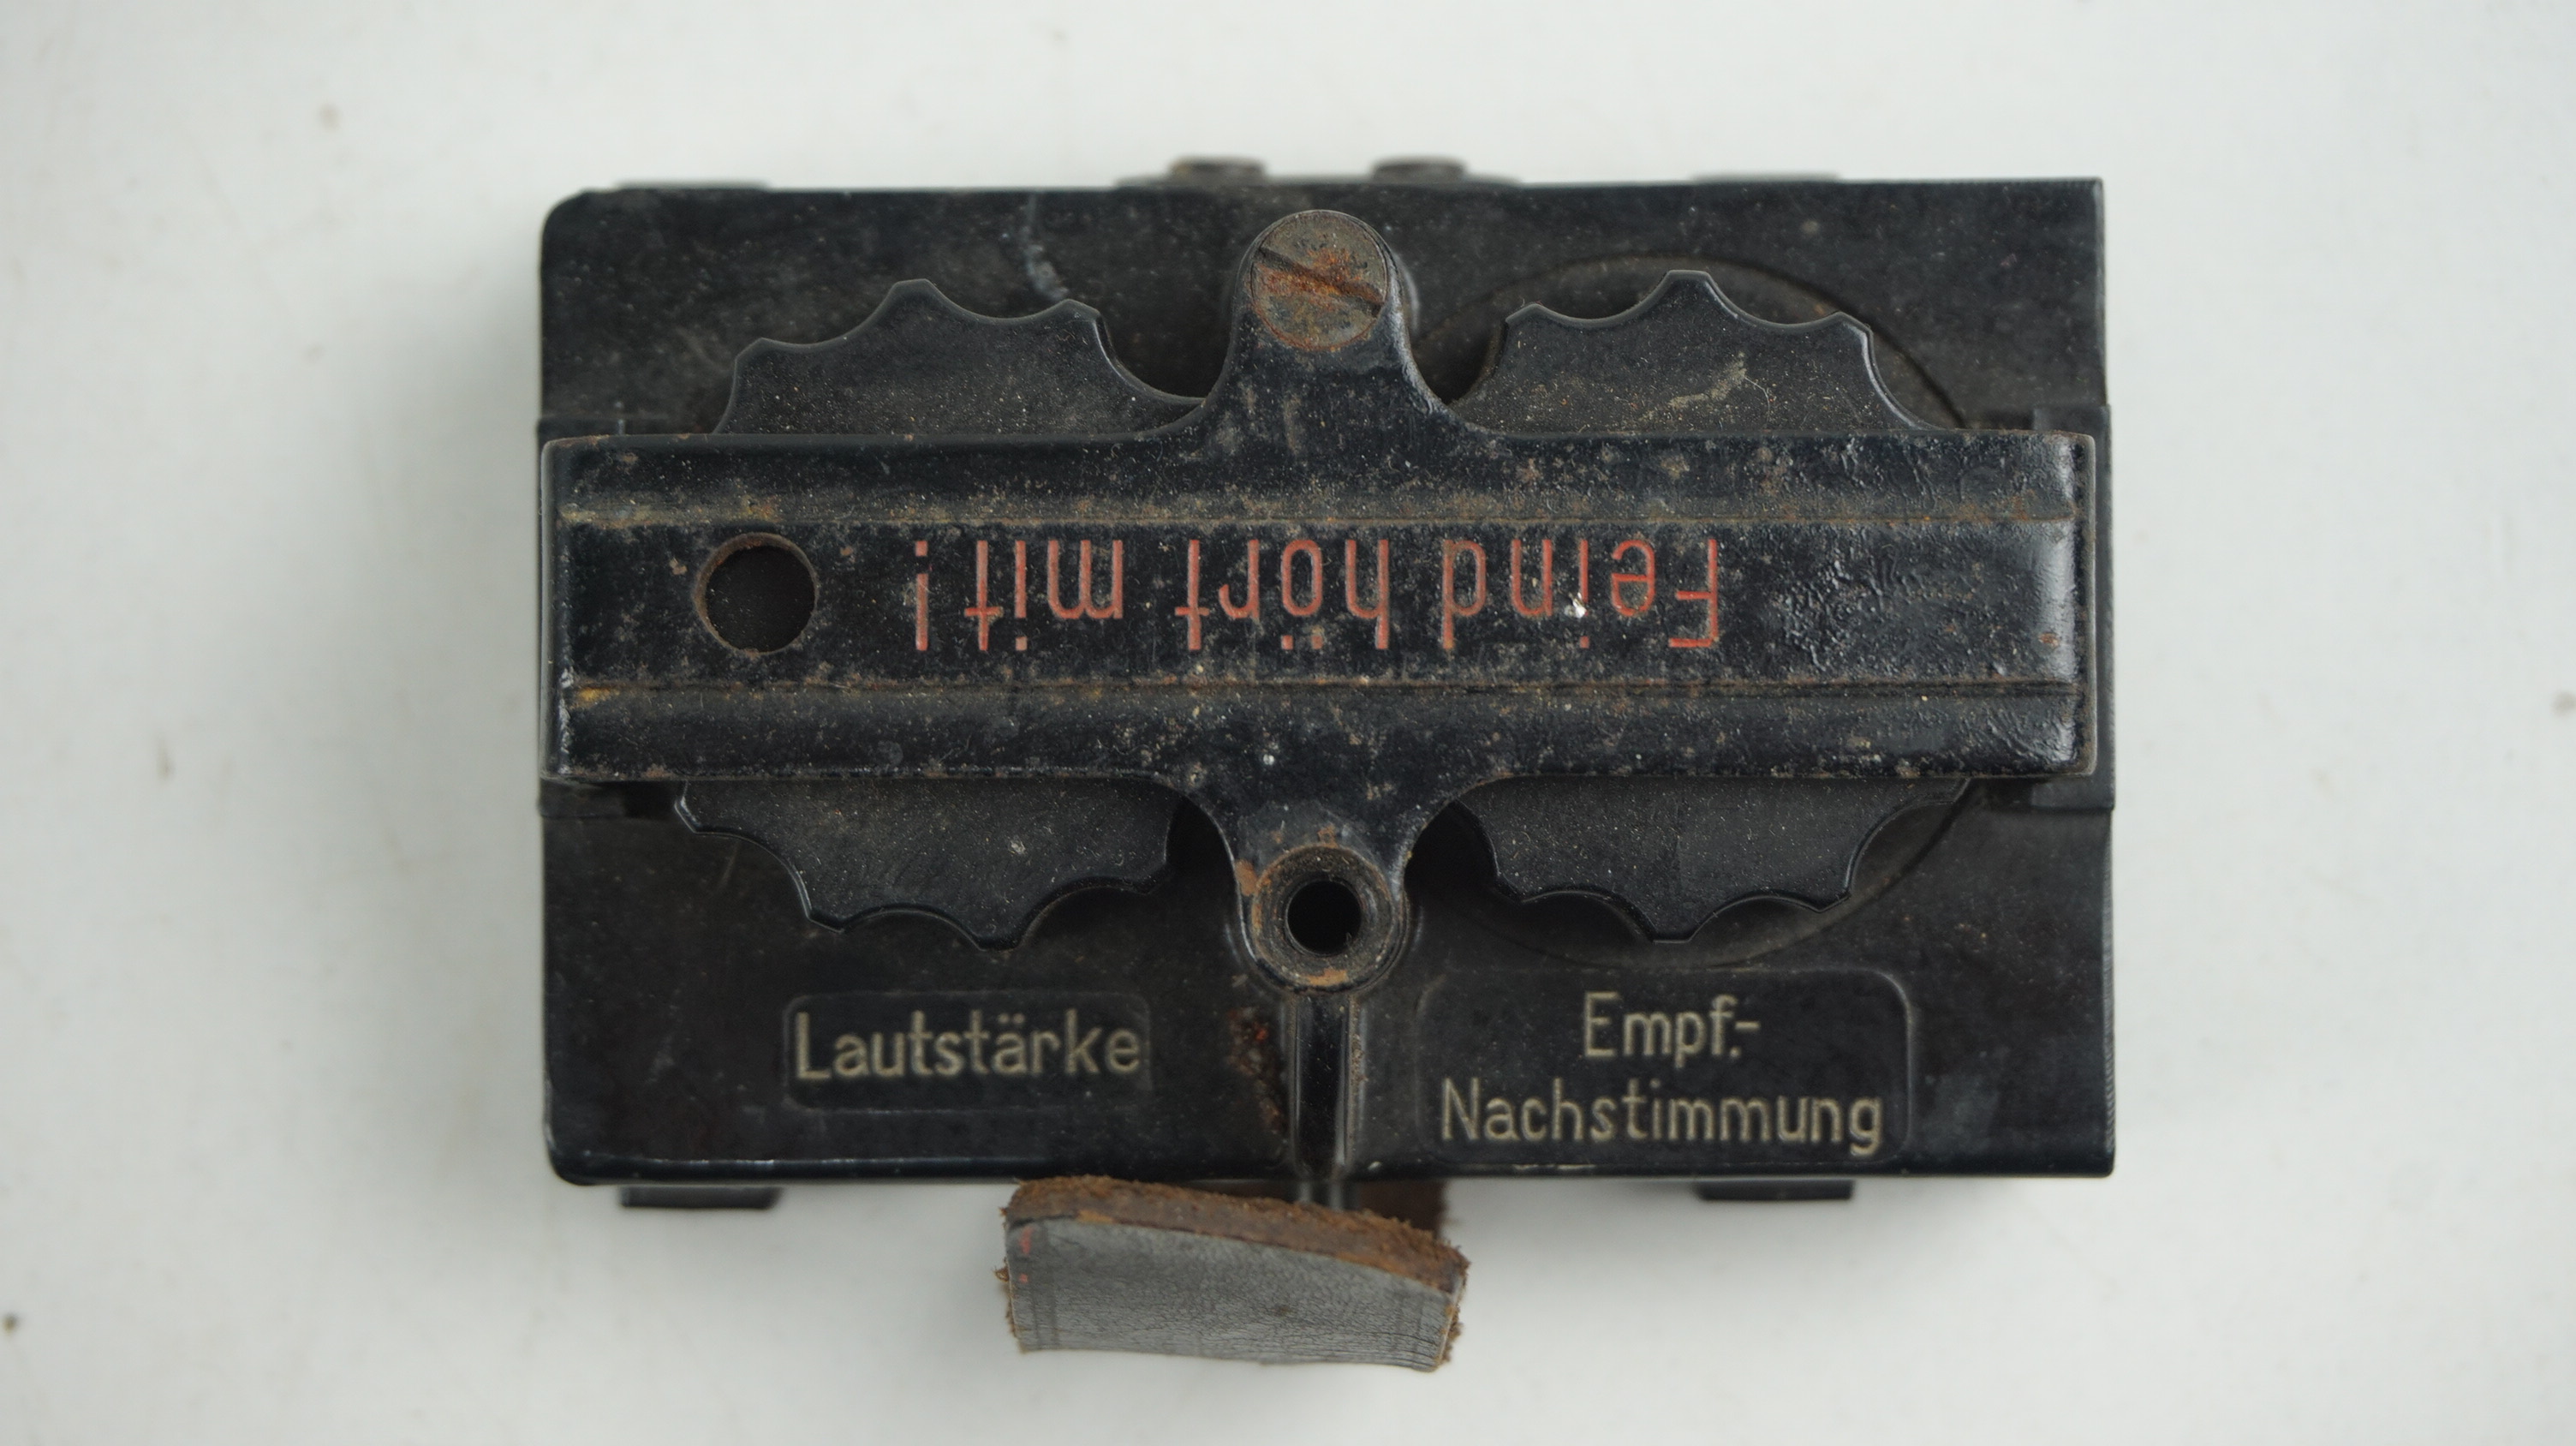 Feind hört mit!
Lautstärke
Empf.-
Nachstimmung